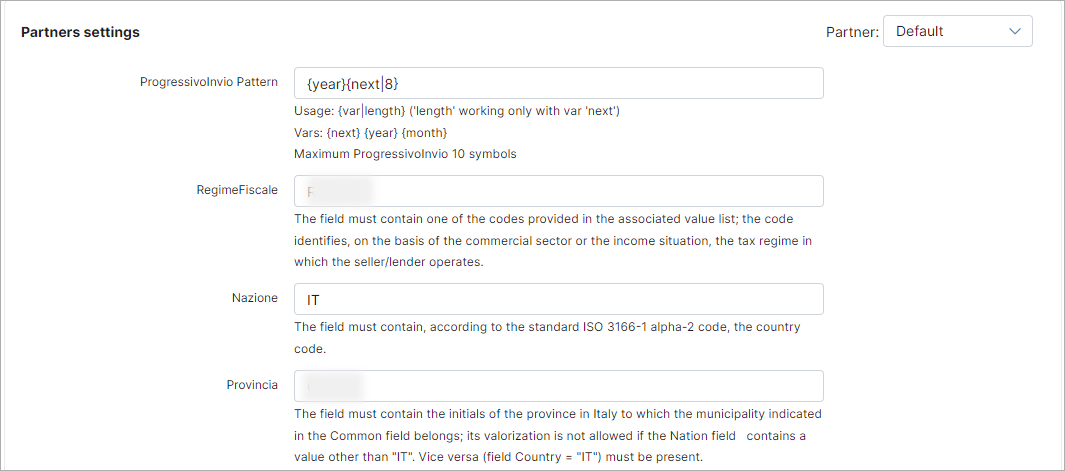 Partners settings
Partner: Default
ProgressivoInvio Pattern
{year}{next|8}
Usage: {var|length} ('length' working only with var 'next')
Vars: {next} {year} {month}
Maximum ProgressivoInvio 10 symbols
RegimeFiscale
The field must contain one of the codes provided in the associated value list; the code
identifies, on the basis of the commercial sector or the income situation, the tax regime in
which the seller/lender operates.
Nazione
IT
The field must contain, according to the standard ISO 3166-1 alpha-2 code, the country
code.
Provincia
The field must contain the initials of the province in Italy to which the municipality indicated
in the Common field belongs; its valorization is not allowed if the Nation field contains a
value other than "IT". Vice versa (field Country = "IT") must be present.